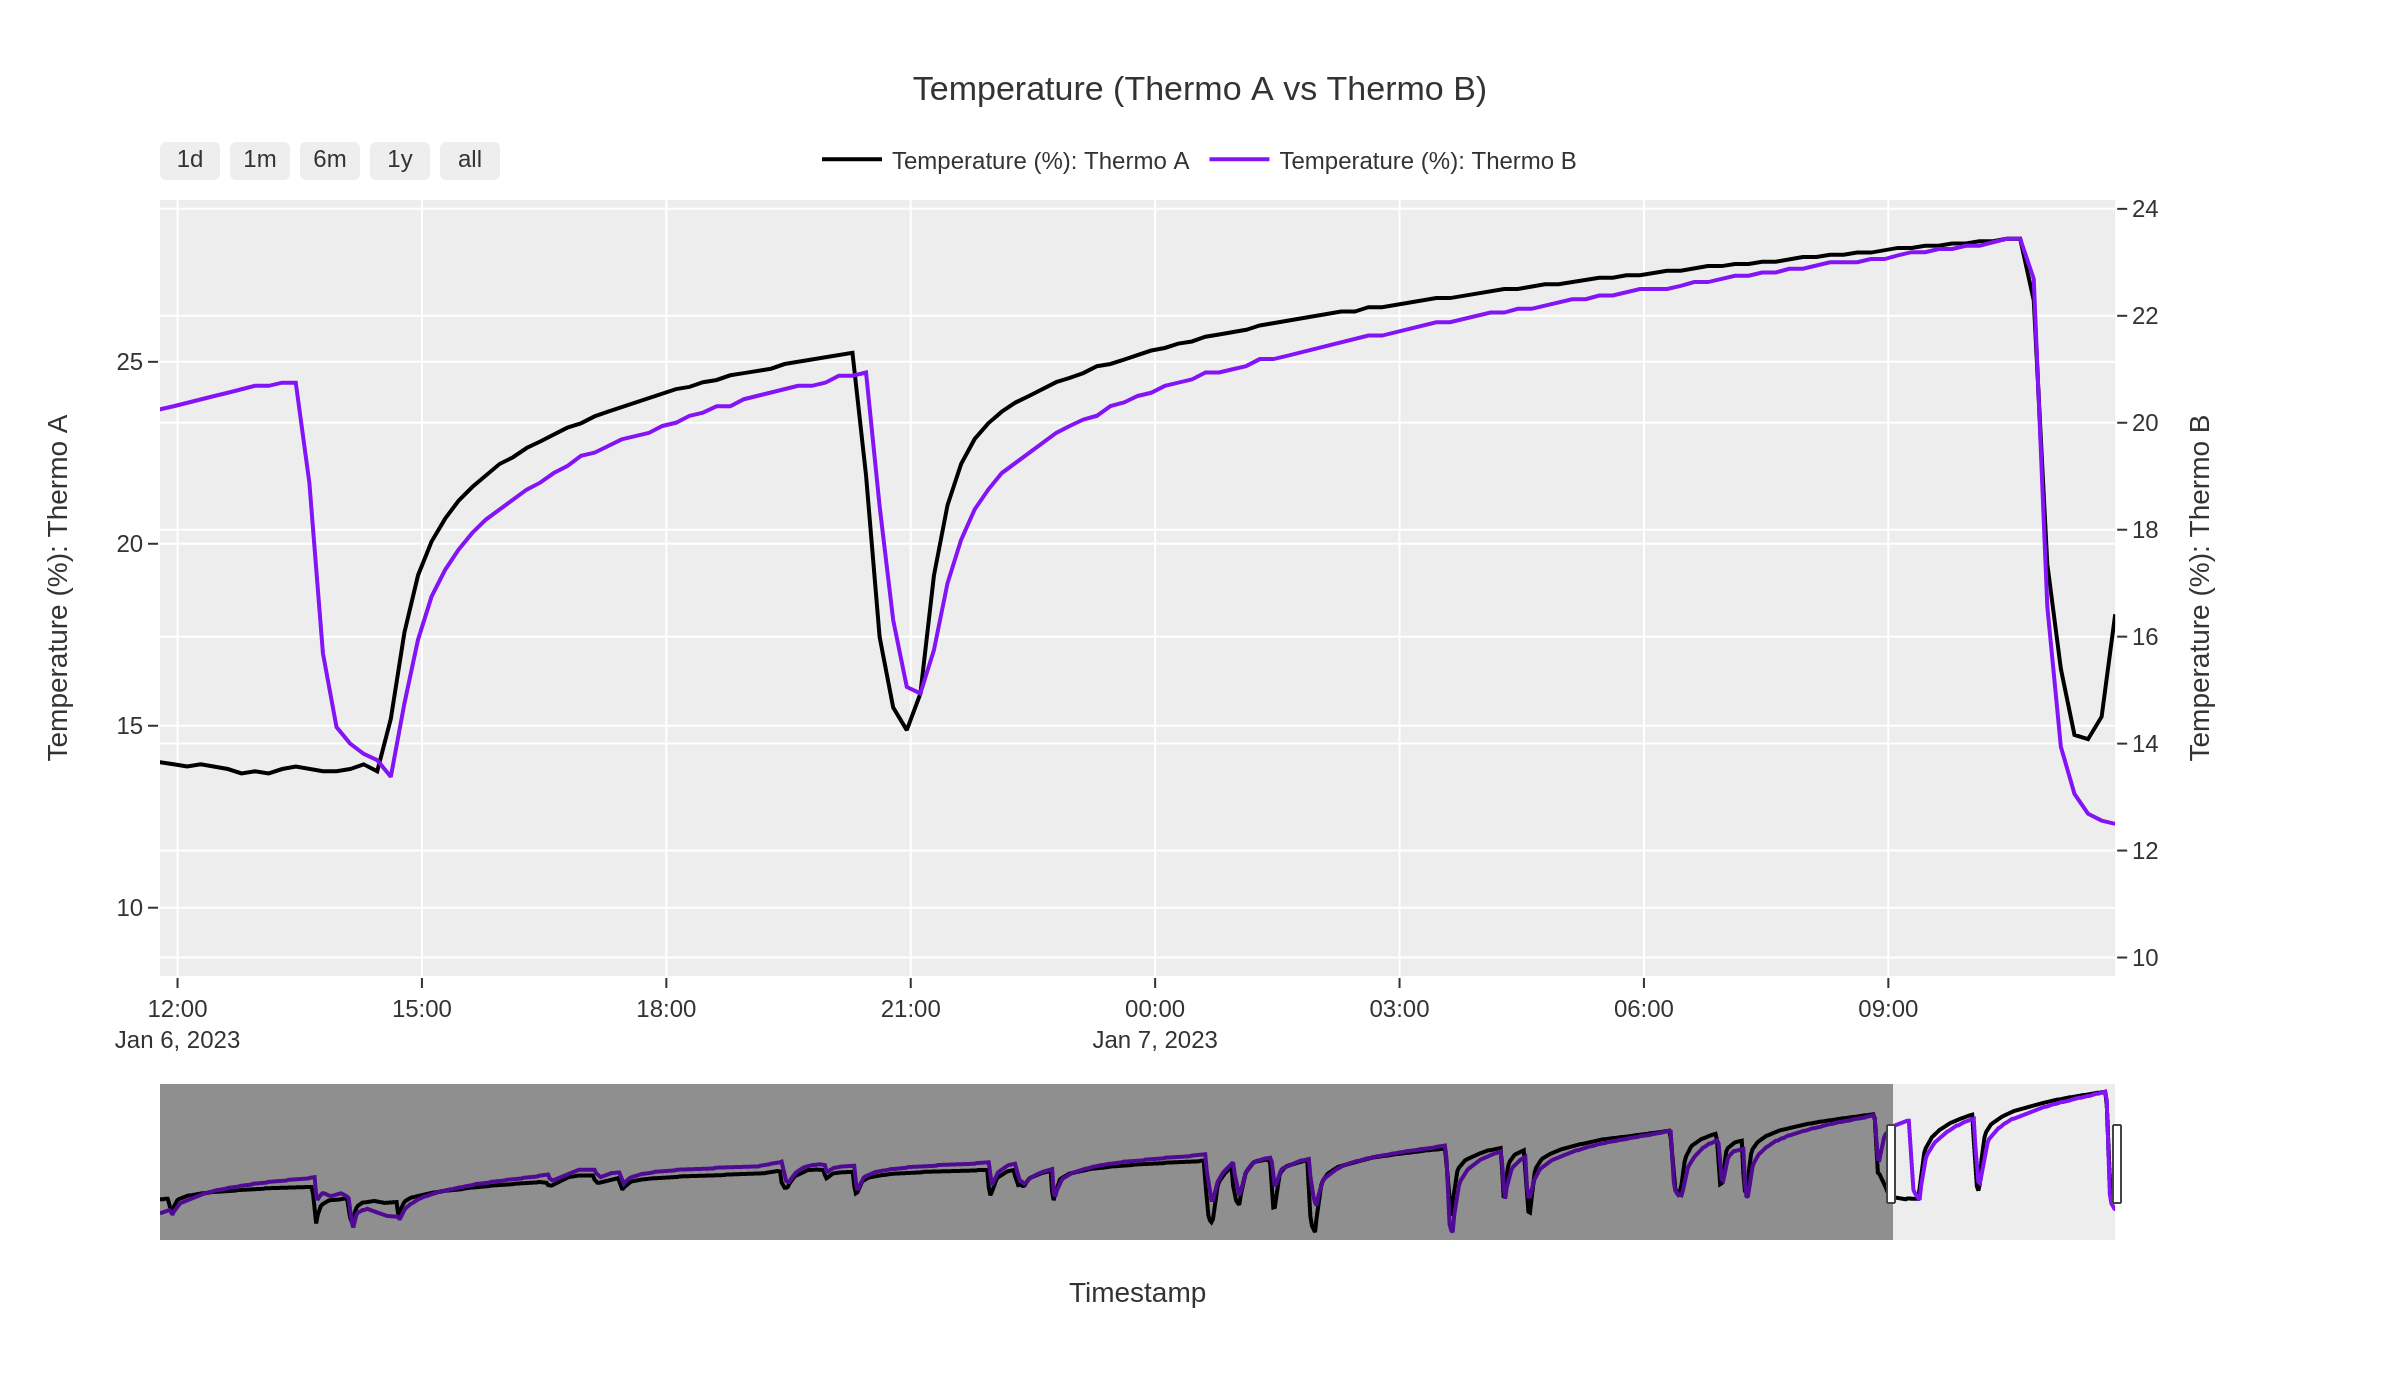 Temperature (Thermo A vs Thermo B)
1d 1m 6m 1y all
Temperature (%): Thermo A Temperature (%): Thermo B
Temperature (%): Thermo A
25
20
15
10
24
22
20
18
16
14
12
10
Temperature (%): Thermo B
12:00 15:00 18:00 21:00 00:00 03:00 06:00 09:00
Jan 6, 2023 Jan 7, 2023
Timestamp